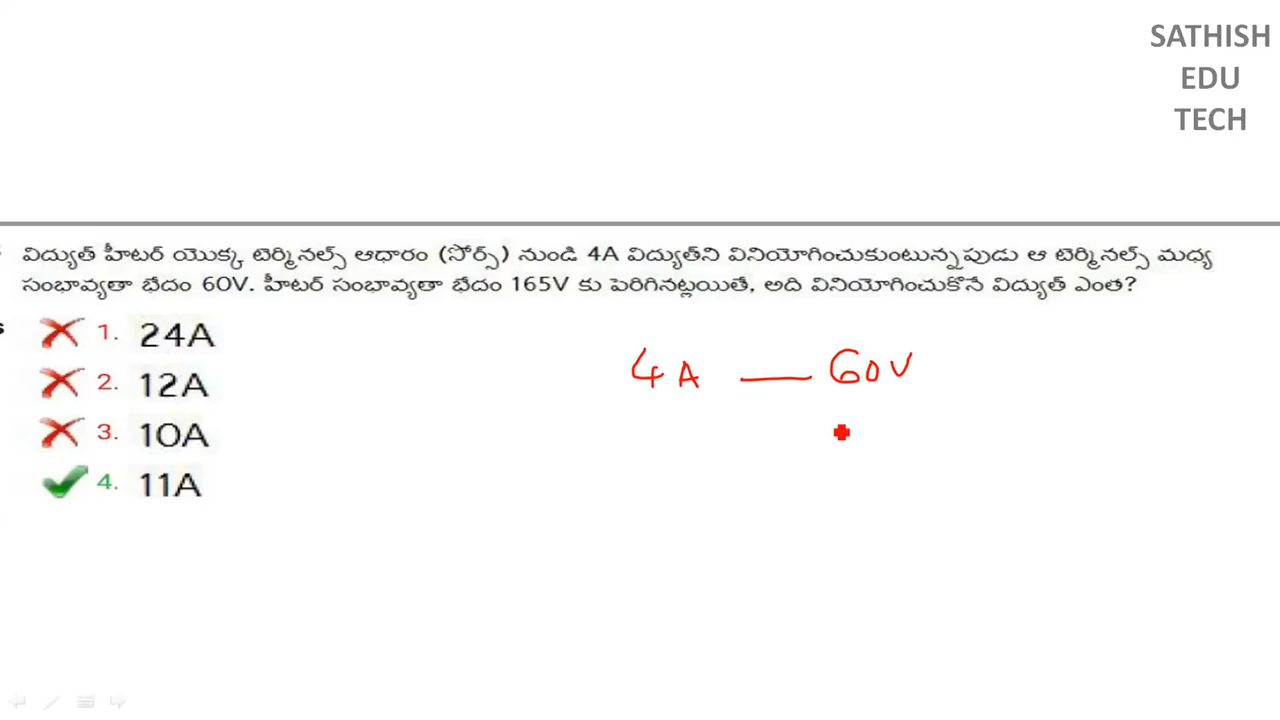 SATHISH
EDU
TECH
విద్యుత్ హీటర్ యొక్క టెర్మినల్స్ ఆధారం (సోర్స్) నుండి 4A విద్యుత్‌ని వినియోగించుకుంటున్నపుడు ఆ టెర్మినల్స్ మధ్య
సంభావ్యతా భేదం 60V. హీటర్ సంభావ్యతా భేదం 165V కు పెరిగినట్లయితే, అది వినియోగించుకొనే విద్యుత్ ఎంత?
1. 24A
2. 12A
3. 10A
4. 11A
4A — 60V